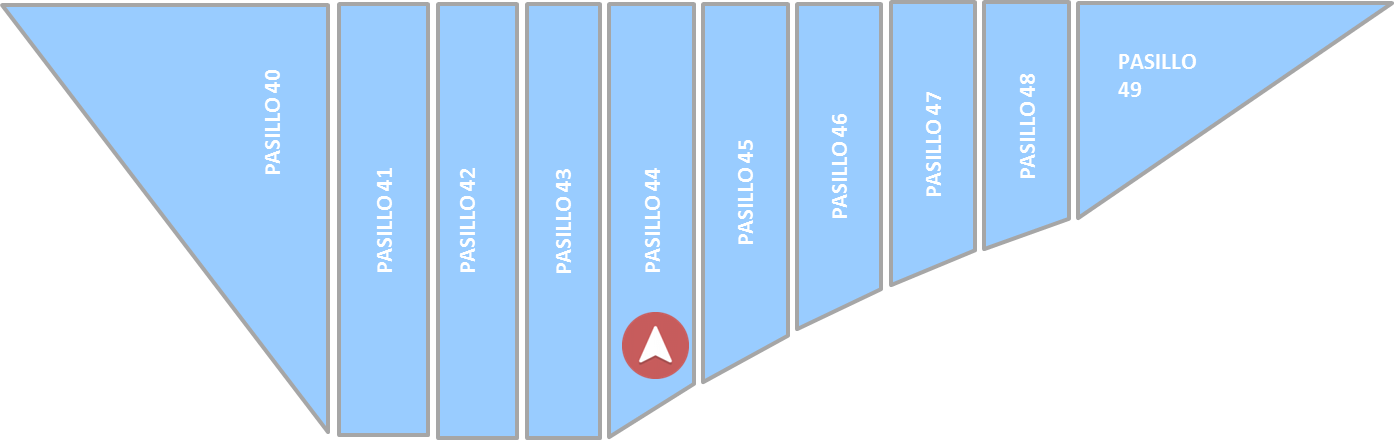 PASILLO 40
PASILLO 41
PASILLO 42
PASILLO 43
PASILLO 44
PASILLO 45
PASILLO 46
PASILLO 47
PASILLO 48
PASILLO
49